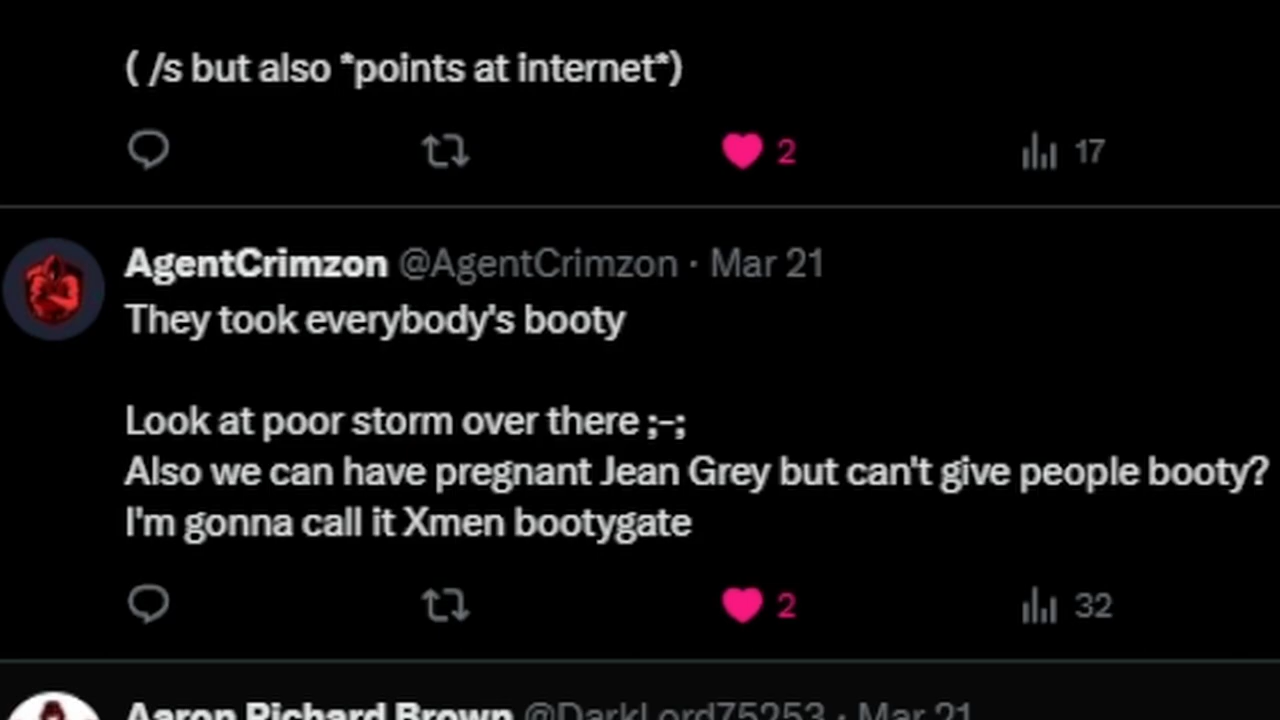 ( /s but also *points at internet*)
2
17
AgentCrimzon @AgentCrimzon · Mar 21
They took everybody's booty
Look at poor storm over there ;-;
Also we can have pregnant Jean Grey but can't give people booty?
I'm gonna call it Xmen bootygate
2
32
Aaron Richard Brown @DarkLord75253 · Mar 21